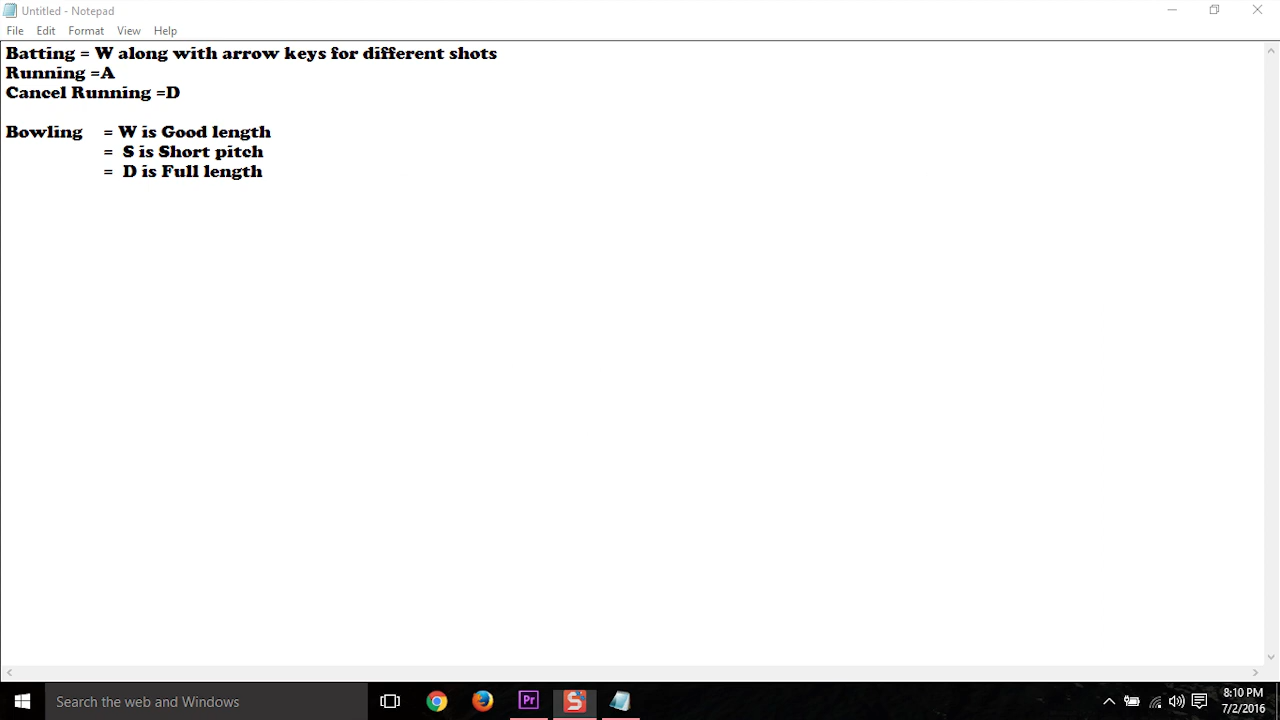 Untitled - Notepad
File Edit Format View Help
Batting = W along with arrow keys for different shots
Running =A
Cancel Running =D
Bowling = W is Good length
= S is Short pitch
= D is Full length
Search the web and Windows
Pr
S
8:10 PM
7/2/2016